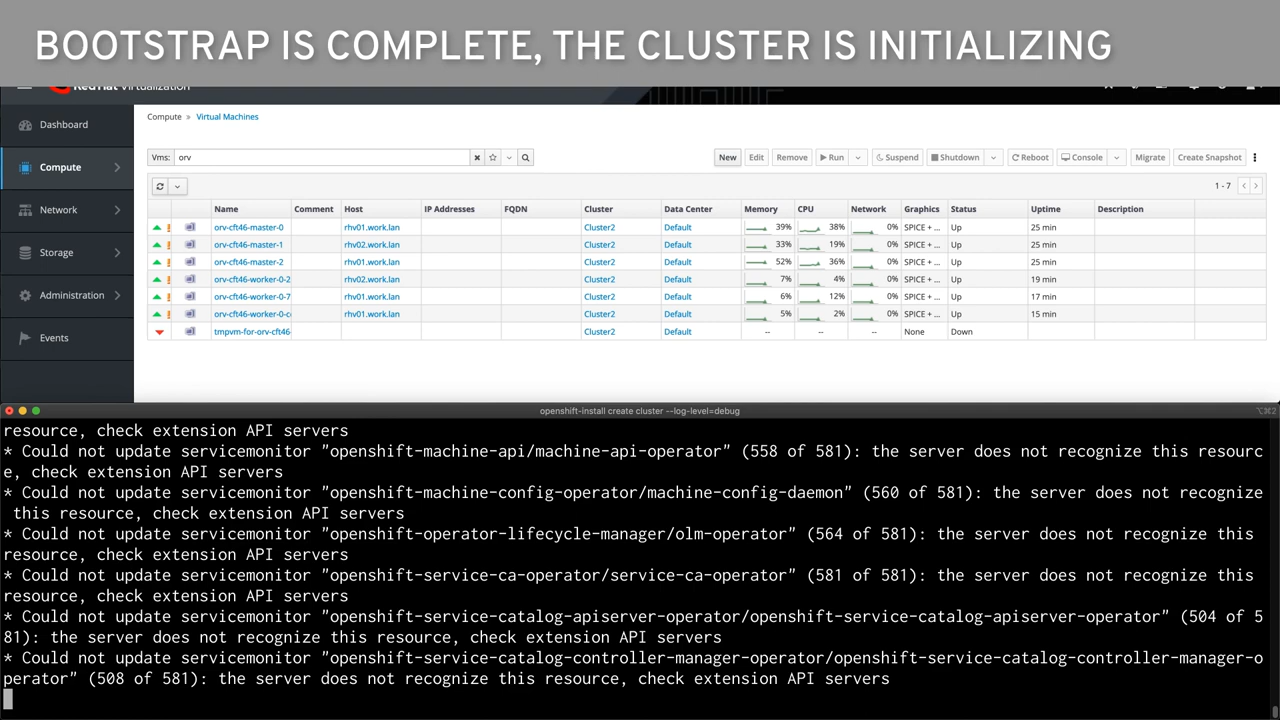 BOOTSTRAP IS COMPLETE, THE CLUSTER IS INITIALIZING
Red Hat Virtualization
Dashboard
Compute
Network
Storage
Administration
Events
Compute » Virtual Machines
Vms: orv
New Edit Remove Run Suspend Shutdown Reboot Console Migrate Create Snapshot
1 - 7
Name Comment Host IP Addresses FQDN Cluster Data Center Memory CPU Network Graphics Status Uptime Description
orv-cft46-master-0 rhv01.work.lan Cluster2 Default 39% 38% 0% SPICE + ... Up 25 min
orv-cft46-master-1 rhv02.work.lan Cluster2 Default 33% 19% 0% SPICE + ... Up 25 min
orv-cft46-master-2 rhv01.work.lan Cluster2 Default 52% 36% 0% SPICE + ... Up 25 min
orv-cft46-worker-0-2 rhv02.work.lan Cluster2 Default 7% 4% 0% SPICE + ... Up 19 min
orv-cft46-worker-0-7 rhv01.work.lan Cluster2 Default 6% 12% 0% SPICE + ... Up 17 min
orv-cft46-worker-0-c rhv01.work.lan Cluster2 Default 5% 2% 0% SPICE + ... Up 15 min
tmpvm-for-orv-cft46- Cluster2 Default -- -- -- None Down
openshift-install create cluster --log-level=debug
⌥⌘2
resource, check extension API servers
* Could not update servicemonitor "openshift-machine-api/machine-api-operator" (558 of 581): the server does not recognize this resourc
e, check extension API servers
* Could not update servicemonitor "openshift-machine-config-operator/machine-config-daemon" (560 of 581): the server does not recognize
this resource, check extension API servers
* Could not update servicemonitor "openshift-operator-lifecycle-manager/olm-operator" (564 of 581): the server does not recognize this
resource, check extension API servers
* Could not update servicemonitor "openshift-service-ca-operator/service-ca-operator" (581 of 581): the server does not recognize this
resource, check extension API servers
* Could not update servicemonitor "openshift-service-catalog-apiserver-operator/openshift-service-catalog-apiserver-operator" (504 of 5
81): the server does not recognize this resource, check extension API servers
* Could not update servicemonitor "openshift-service-catalog-controller-manager-operator/openshift-service-catalog-controller-manager-o
perator" (508 of 581): the server does not recognize this resource, check extension API servers